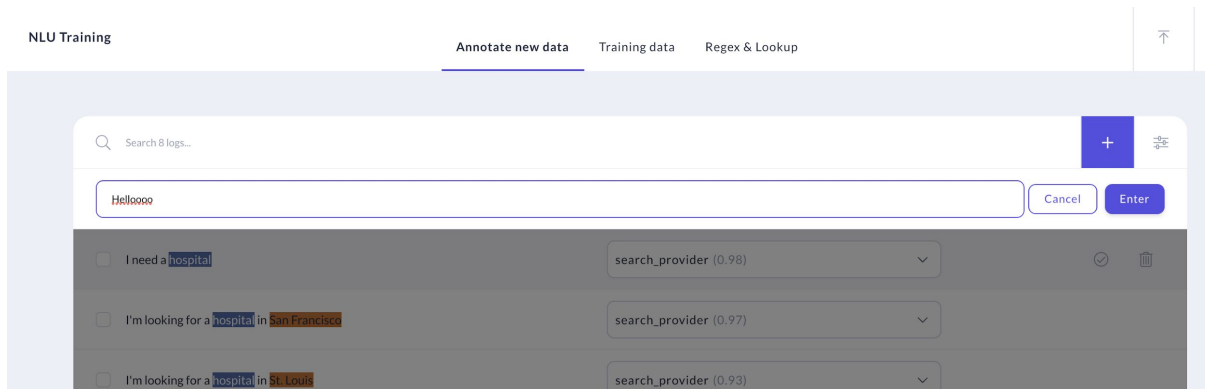 NLU Training
Annotate new data Training data Regex & Lookup
Search 8 logs...
Helloopo Cancel Enter
I need a hospital search_provider (0.98)
I'm looking for a hospital in San Francisco search_provider (0.97)
I'm looking for a hospital in St. Louis search_provider (0.93)